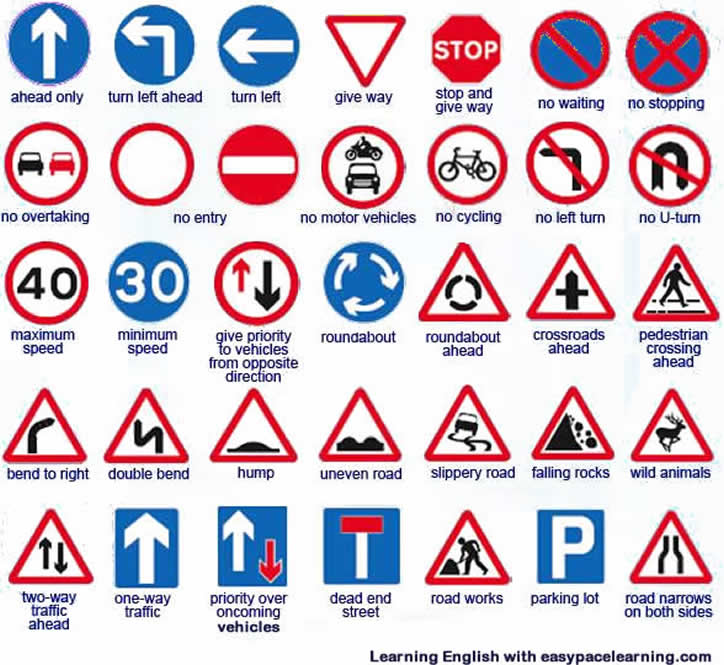 STOP
ahead only
turn left ahead
turn left
give way
stop and
give way
no waiting
no stopping
no overtaking
no entry
no motor vehicles
no cycling
no left turn
no U-turn
40
30
maximum
speed
minimum
speed
give priority
to vehicles
from opposite
direction
roundabout
roundabout
ahead
crossroads
ahead
pedestrian
crossing
ahead
bend to right
double bend
hump
uneven road
slippery road
falling rocks
wild animals
P
two-way
traffic
ahead
one-way
traffic
priority over
oncoming
vehicles
dead end
street
road works
parking lot
road narrows
on both sides
Learning English with easypacelearning.com